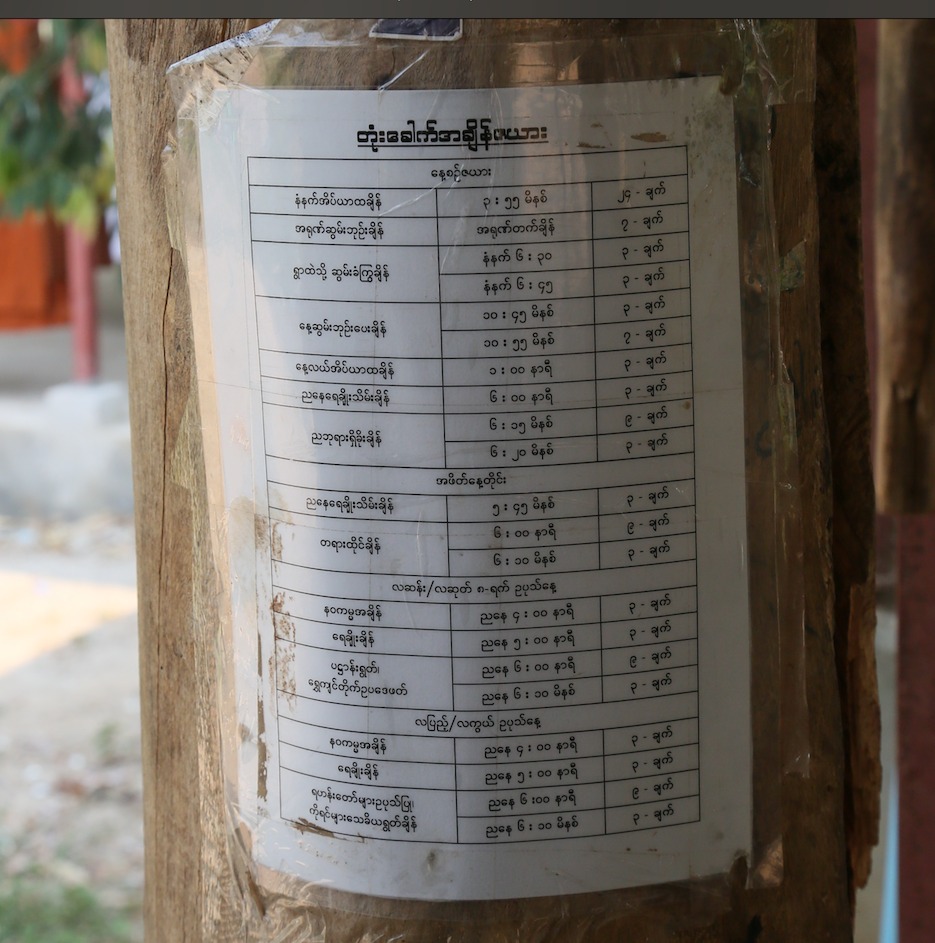 တုံးခေါက်အချိန်ဇယား
နေ့စဉ်ဇယား
နံနက်အိပ်ယာထချိန် ၃ း ၅၅ မိနစ် ၂၄ - ချက်
အရုဏ်ဆွမ်းဘုဉ်းချိန် အရုဏ်တက်ချိန် ၇ - ချက်
ရွာထဲသို့ ဆွမ်းခံကြွချိန် နံနက် ၆ း ၃၀ ၃ - ချက်
နံနက် ၆ း ၄၅ ၃ - ချက်
နေ့ဆွမ်းဘုဉ်းပေးချိန် ၁၀ း ၄၅ မိနစ် ၃ - ချက်
၁၀ း ၅၅ မိနစ် ၇ - ချက်
နေ့လယ်အိပ်ယာထချိန် ၁ း ၀၀ နာရီ ၃ - ချက်
ညနေရေချိုးသိမ်းချိန် ၆ း ၀၀ နာရီ ၃ - ချက်
ညဘုရားရှိခိုးချိန် ၆ း ၁၅ မိနစ် ၉ - ချက်
၆ း ၂၀ မိနစ် ၃ - ချက်
အဖိတ်နေ့တိုင်း
ညနေရေချိုးသိမ်းချိန် ၅ း ၄၅ မိနစ် ၃ - ချက်
တရားထိုင်ချိန် ၆ း ၀၀ နာရီ ၉ - ချက်
၆ း ၁၀ မိနစ် ၃ - ချက်
လဆန်း/လဆုတ် ၈-ရက် ဥပုသ်နေ့
နဝကမ္မအချိန် ညနေ ၄ း ၀၀ နာရီ ၃ - ချက်
ရေချိုးချိန် ညနေ ၅ း ၀၀ နာရီ ၃ - ချက်
ပဋ္ဌာန်းရွတ်၊ ညနေ ၆ း ၀၀ နာရီ ၉ - ချက်
ရွှေကျင်တိုက်ဥပဒေဖတ် ညနေ ၆ း ၁၀ မိနစ် ၃ - ချက်
လပြည့်/လကွယ် ဥပုသ်နေ့
နဝကမ္မအချိန် ညနေ ၄ း ၀၀ နာရီ ၃ - ချက်
ရေချိုးချိန် ညနေ ၅ း ၀၀ နာရီ ၃ - ချက်
ရဟန်းတော်များဥပုသ်ပြု၊ ညနေ ၆ း၀၀ နာရီ ၉ - ချက်
ကိုရင်များသေခိယရွတ်ချိန် ညနေ ၆ း ၁၀ မိနစ် ၃ - ချက်